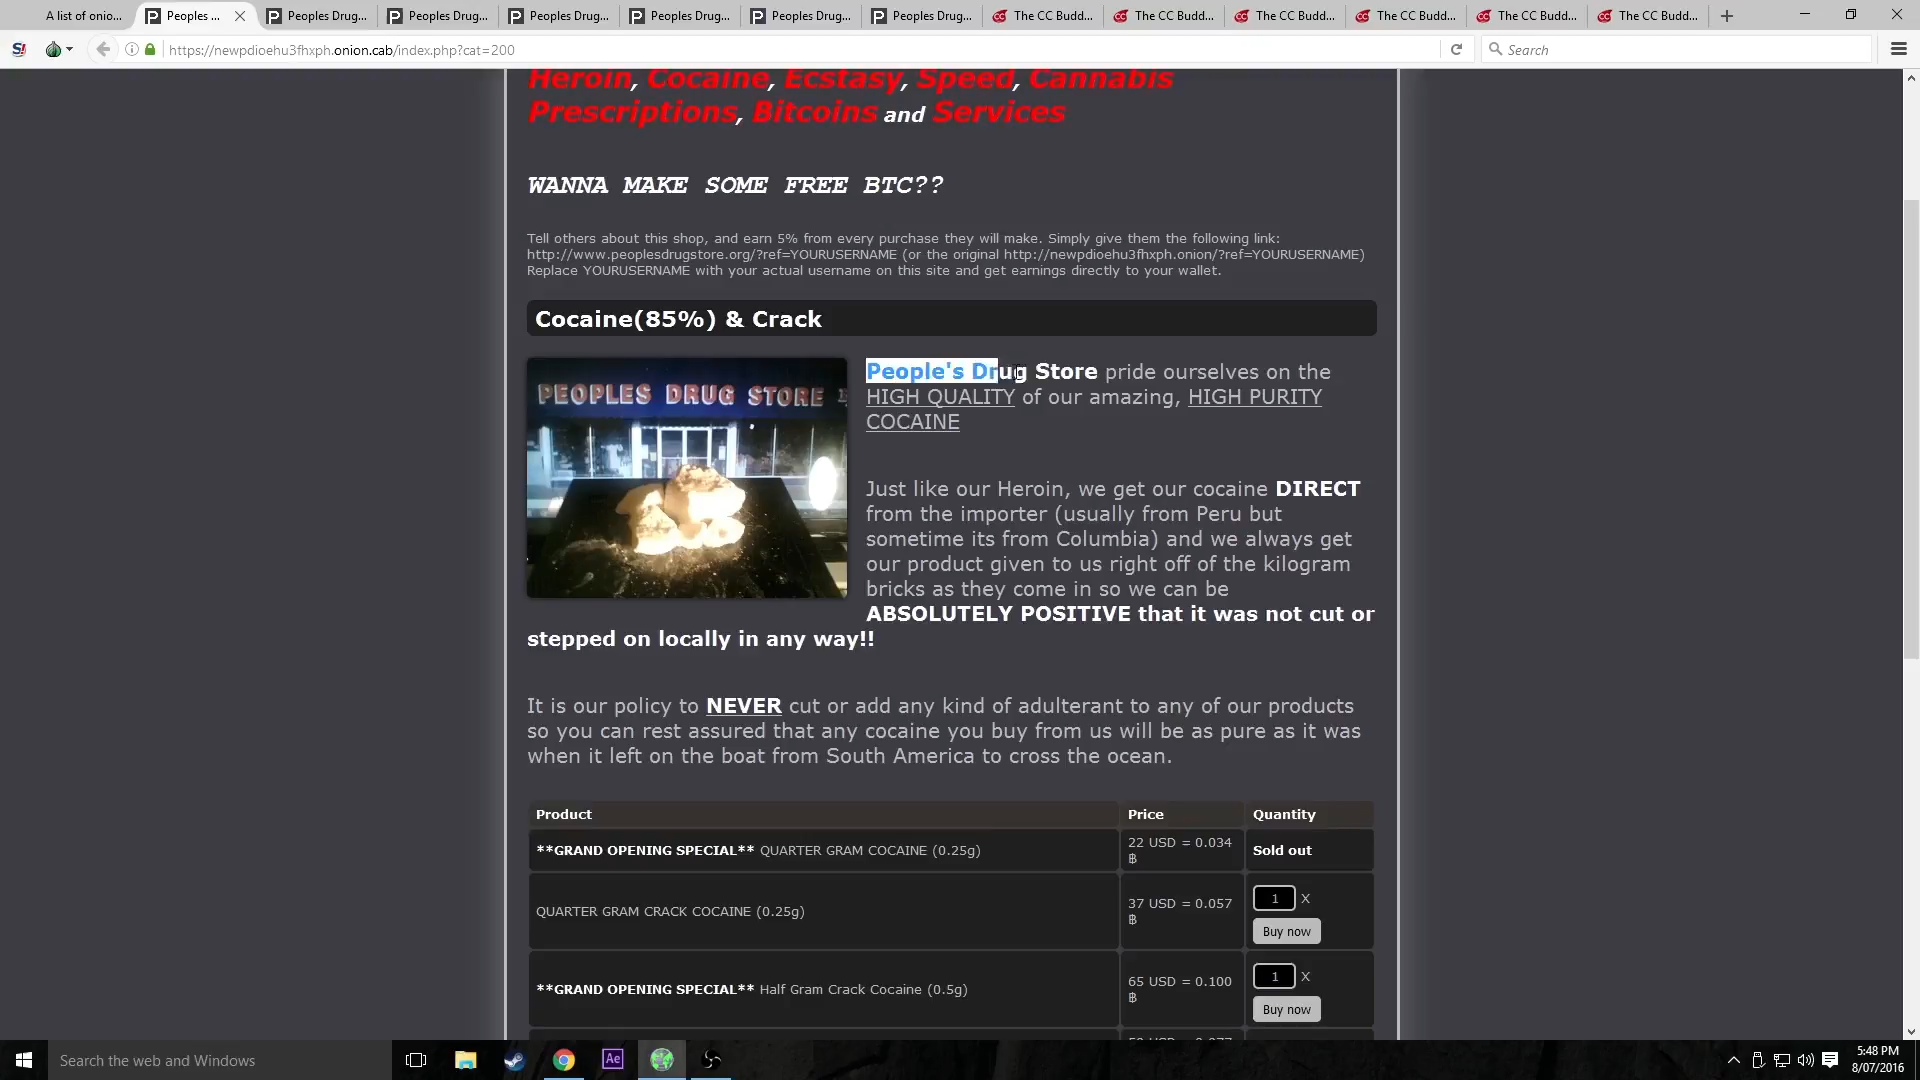 A list of onio...
Peoples ...
Peoples Drug...
Peoples Drug...
Peoples Drug...
Peoples Drug...
Peoples Drug...
Peoples Drug...
The CC Budd...
The CC Budd...
The CC Budd...
The CC Budd...
The CC Budd...
The CC Budd...
https://newpdioehu3fhxph.onion.cab/index.php?cat=200
Search
Heroin, Cocaine, Ecstasy, Speed, Cannabis
Prescriptions, Bitcoins and Services
WANNA MAKE SOME FREE BTC??
Tell others about this shop, and earn 5% from every purchase they will make. Simply give them the following link:
http://www.peoplesdrugstore.org/?ref=YOURUSERNAME (or the original http://newpdioehu3fhxph.onion/?ref=YOURUSERNAME)
Replace YOURUSERNAME with your actual username on this site and get earnings directly to your wallet.
Cocaine(85%) & Crack
PEOPLES DRUG STORE
People's Drug Store pride ourselves on the
HIGH QUALITY of our amazing, HIGH PURITY
COCAINE
Just like our Heroin, we get our cocaine DIRECT
from the importer (usually from Peru but
sometime its from Columbia) and we always get
our product given to us right off of the kilogram
bricks as they come in so we can be
ABSOLUTELY POSITIVE that it was not cut or
stepped on locally in any way!!
It is our policy to NEVER cut or add any kind of adulterant to any of our products
so you can rest assured that any cocaine you buy from us will be as pure as it was
when it left on the boat from South America to cross the ocean.
Product Price Quantity
**GRAND OPENING SPECIAL** QUARTER GRAM COCAINE (0.25g) 22 USD = 0.034 ฿ Sold out
QUARTER GRAM CRACK COCAINE (0.25g) 37 USD = 0.057 ฿ 1 X
Buy now
**GRAND OPENING SPECIAL** Half Gram Crack Cocaine (0.5g) 65 USD = 0.100 ฿ 1 X
Buy now
Search the web and Windows
Ae
5:48 PM
8/07/2016